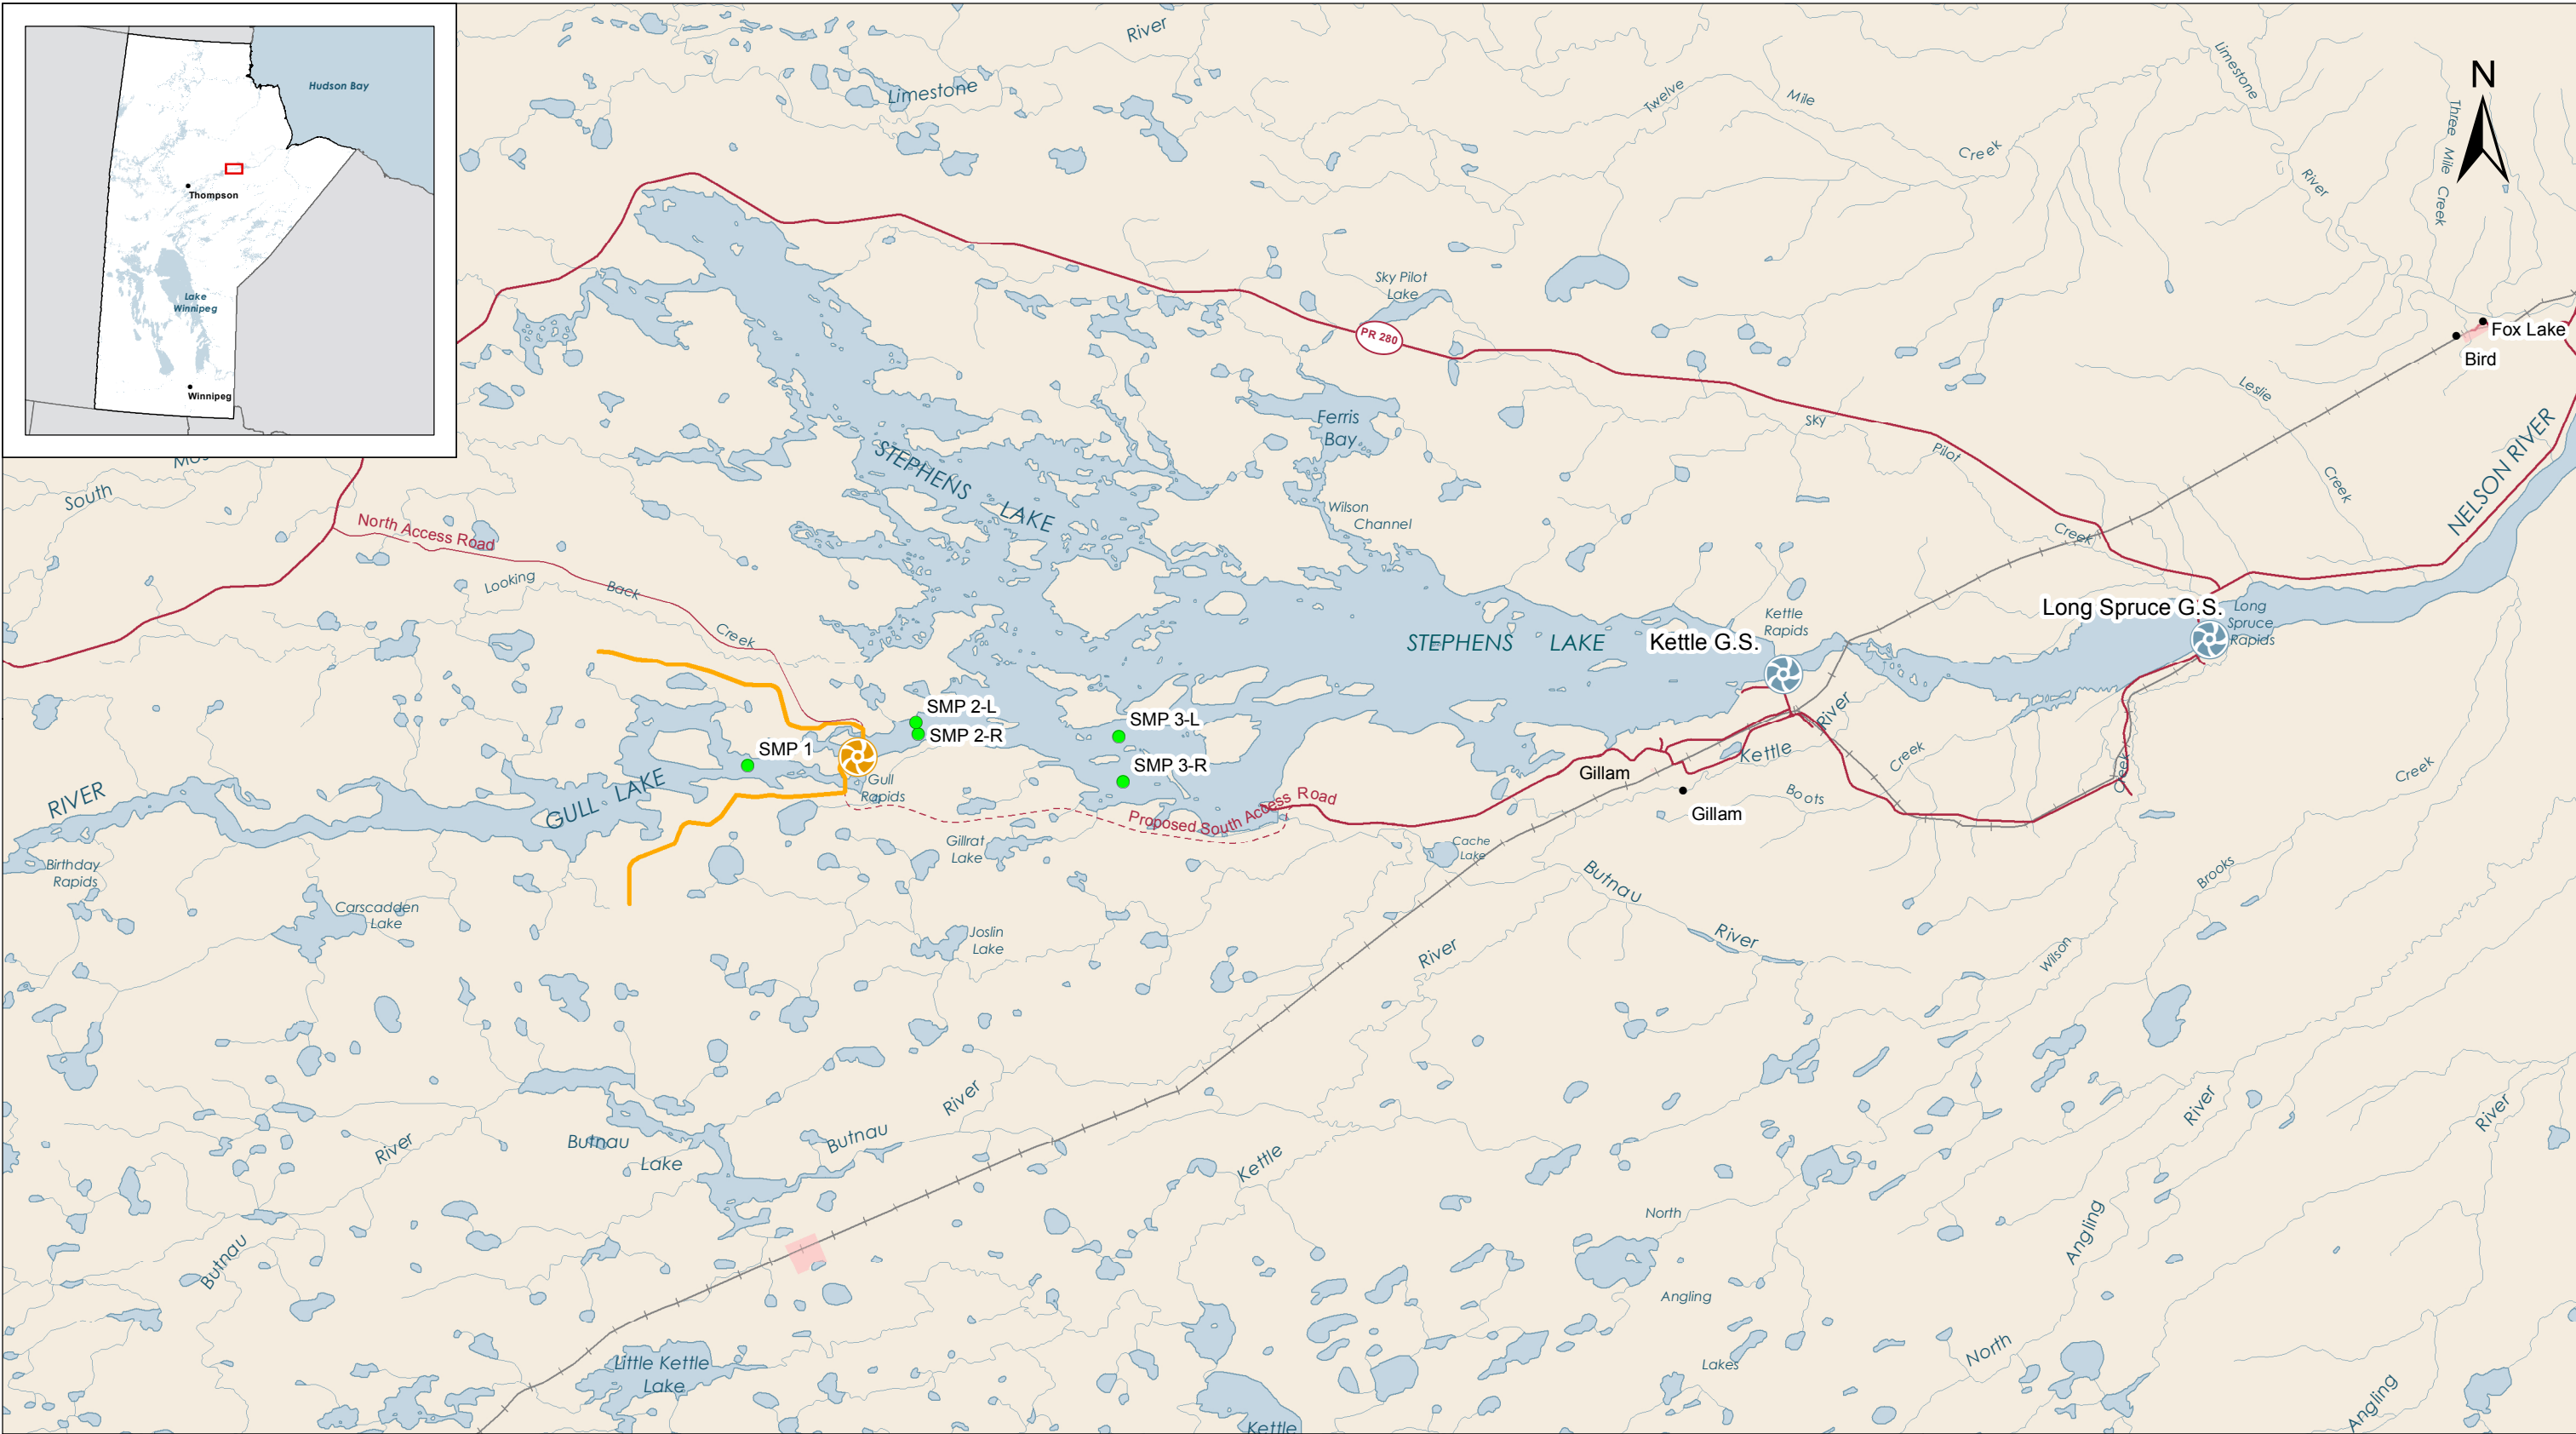 Hudson Bay
Thompson
Lake
Winnipeg
Winnipeg
N
River
Limestone
Twelve
Mile
Creek
Limestone
River
Three Mile Creek
Sky Pilot
Lake
PR 280
Fox Lake
Bird
Leslie
Creek
Sky
Pilot
Creek
NELSON RIVER
Ferris
Bay
Wilson
Channel
STEPHENS
LAKE
South
North Access Road
Looking
Back
Creek
STEPHENS LAKE
Kettle G.S.
Kettle
Rapids
Long Spruce G.S.
Long
Spruce
Rapids
SMP 2-L
SMP 2-R
SMP 3-L
SMP 3-R
SMP 1
Gull
Rapids
GULL LAKE
RIVER
Birthday
Rapids
Proposed South Access Road
Gillam
Gillam
Kettle
River
Boots
Creek
Creek
Creek
Brooks
Wilson
Gillrat
Lake
Cache
Lake
Butnau
River
River
Carscadden
Lake
Joslin
Lake
River
Butnau
Butnau
Lake
River
Butnau
Kettle
North
Angling
Lakes
River
Angling
North
River
Angling
Little Kettle
Lake
Kettle